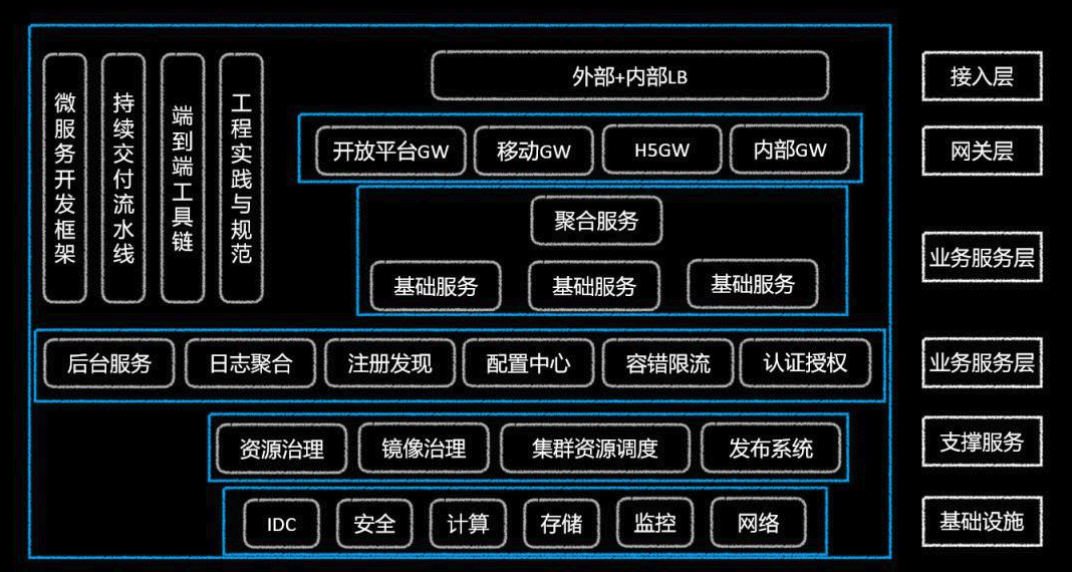 微服务开发框架
持续交付流水线
端到端工具链
工程实践与规范
外部+内部LB
接入层
开放平台GW
移动GW
H5GW
内部GW
网关层
聚合服务
基础服务
基础服务
基础服务
业务服务层
后台服务
日志聚合
注册发现
配置中心
容错限流
认证授权
业务服务层
资源治理
镜像治理
集群资源调度
发布系统
支撑服务
IDC
安全
计算
存储
监控
网络
基础设施